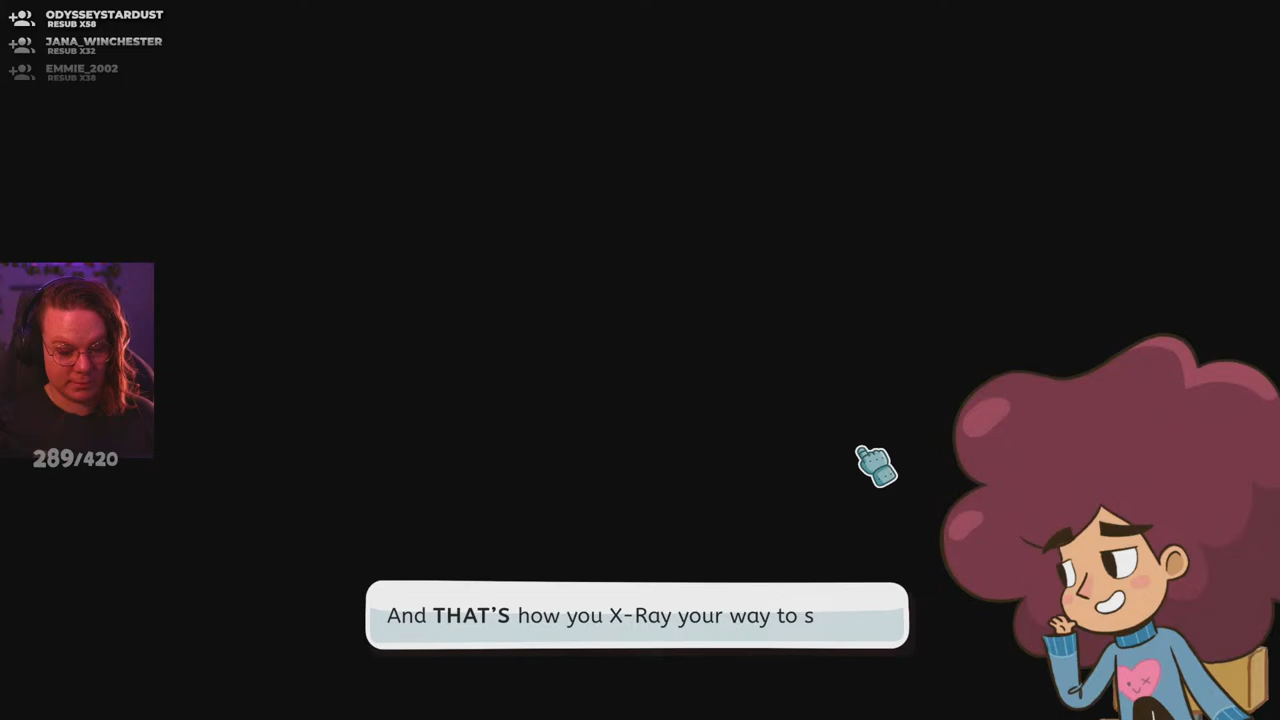 ODYSSEYSTARDUST
RESUB X58
JANA_WINCHESTER
RESUB X32
EMMIE_2002
RESUB X38
289/420
And THAT'S how you X-Ray your way to s